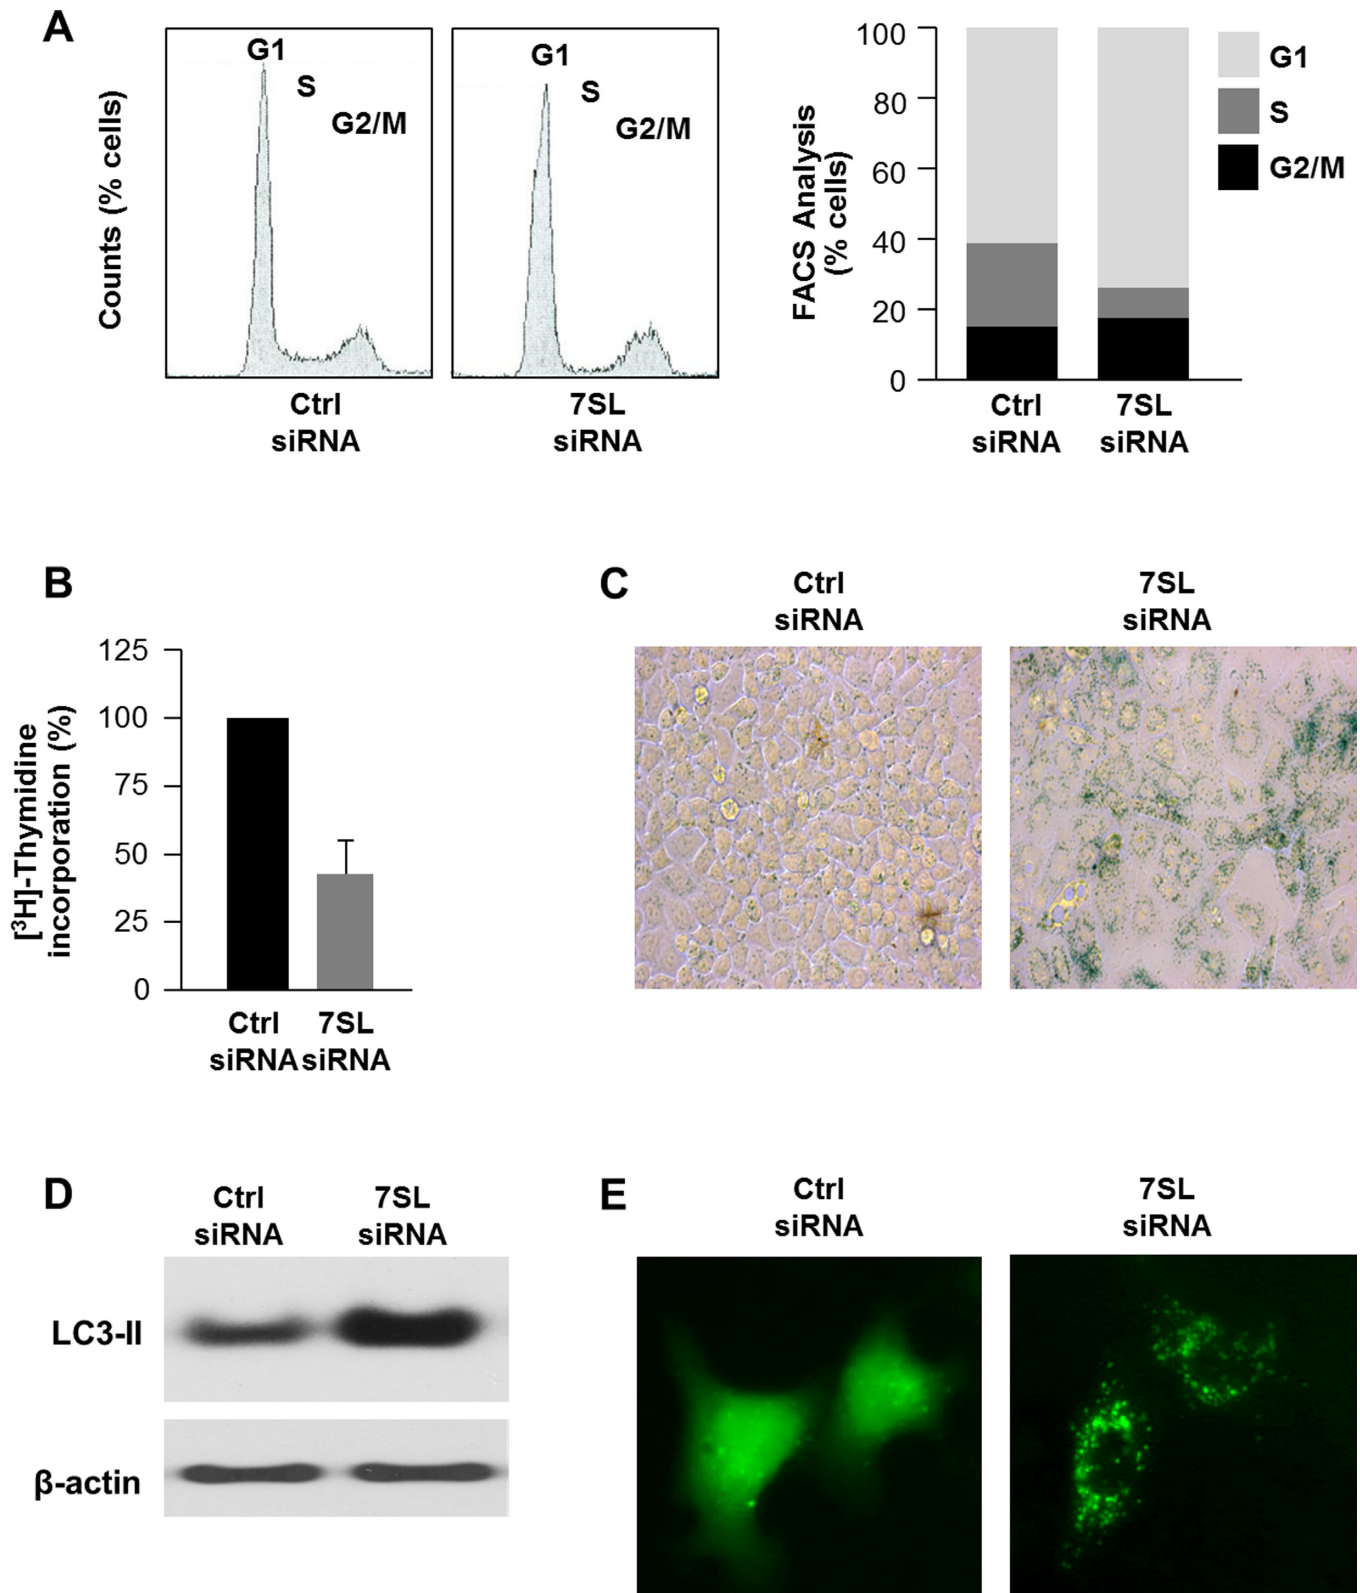 A
G1
S
G2/M
G1
S
G2/M
Counts (% cells)
Ctrl
siRNA
7SL
siRNA
FACS Analysis
(% cells)
100
80
60
40
20
0
Ctrl
siRNA
7SL
siRNA
G1
S
G2/M
B
[³H]-Thymidine
incorporation (%)
125
100
75
50
25
0
Ctrl
siRNA
7SL
siRNA
C
Ctrl
siRNA
7SL
siRNA
D
Ctrl
siRNA
7SL
siRNA
LC3-II
β-actin
E
Ctrl
siRNA
7SL
siRNA